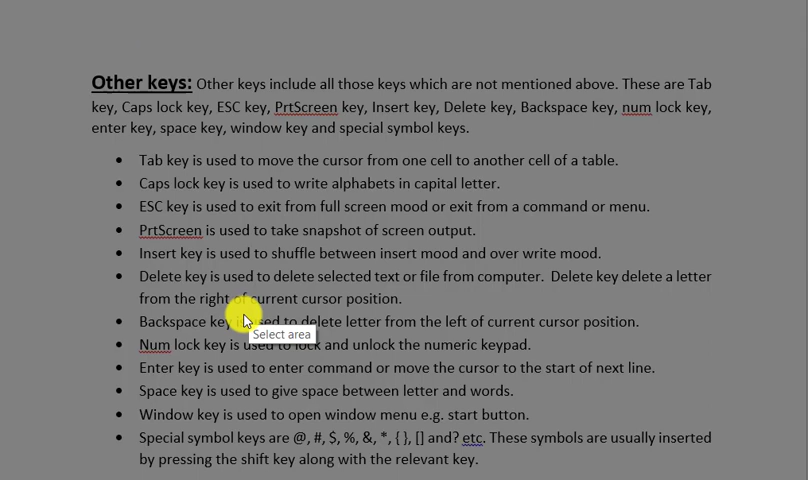 Other keys: Other keys include all those keys which are not mentioned above. These are Tab
key, Caps lock key, ESC key, PrtScreen key, Insert key, Delete key, Backspace key, num lock key,
enter key, space key, window key and special symbol keys.
• Tab key is used to move the cursor from one cell to another cell of a table.
• Caps lock key is used to write alphabets in capital letter.
• ESC key is used to exit from full screen mood or exit from a command or menu.
• PrtScreen is used to take snapshot of screen output.
• Insert key is used to shuffle between insert mood and over write mood.
• Delete key is used to delete selected text or file from computer.  Delete key delete a letter
from the right of current cursor position.
• Backspace key is used to delete letter from the left of current cursor position.
Select area
• Num lock key is used to lock and unlock the numeric keypad.
• Enter key is used to enter command or move the cursor to the start of next line.
• Space key is used to give space between letter and words.
• Window key is used to open window menu e.g. start button.
• Special symbol keys are @, #, $, %, &, *, { }, [] and? etc. These symbols are usually inserted
by pressing the shift key along with the relevant key.